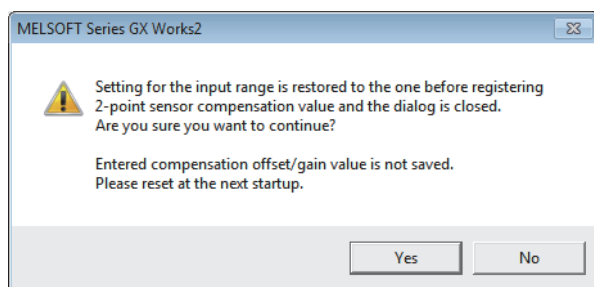 MELSOFT Series GX Works2
Setting for the input range is restored to the one before registering
2-point sensor compensation value and the dialog is closed.
Are you sure you want to continue?
Entered compensation offset/gain value is not saved.
Please reset at the next startup.
Yes
No